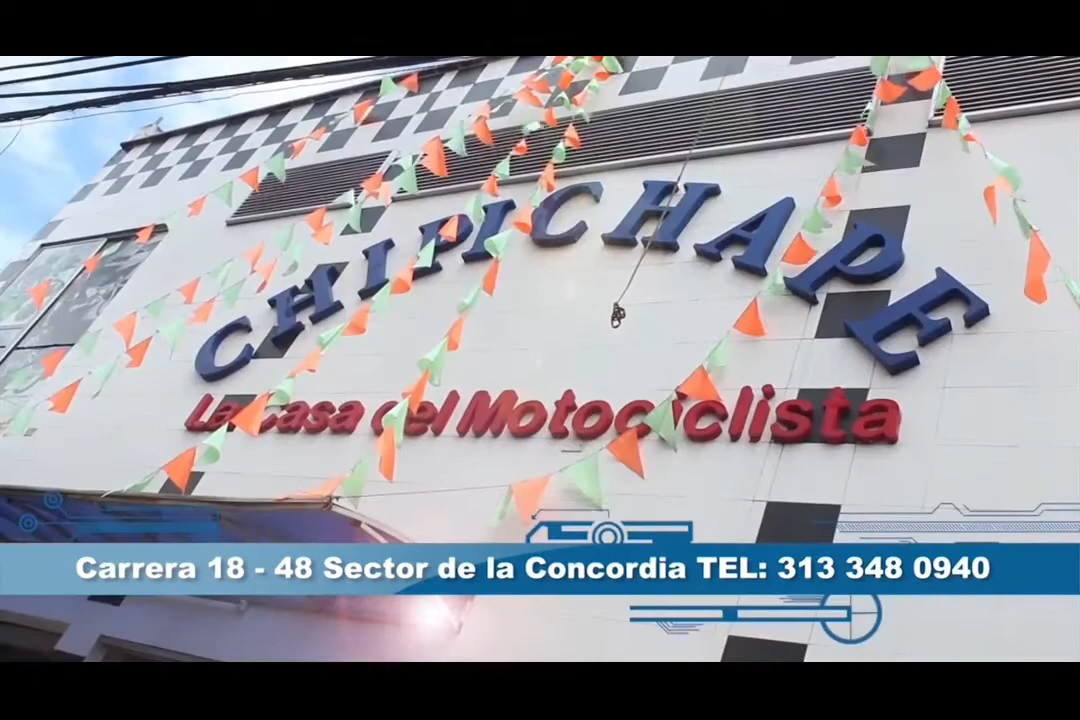 CHIPICHAPE
La Casa del Motociclista
Carrera 18 - 48 Sector de la Concordia TEL: 313 348 0940